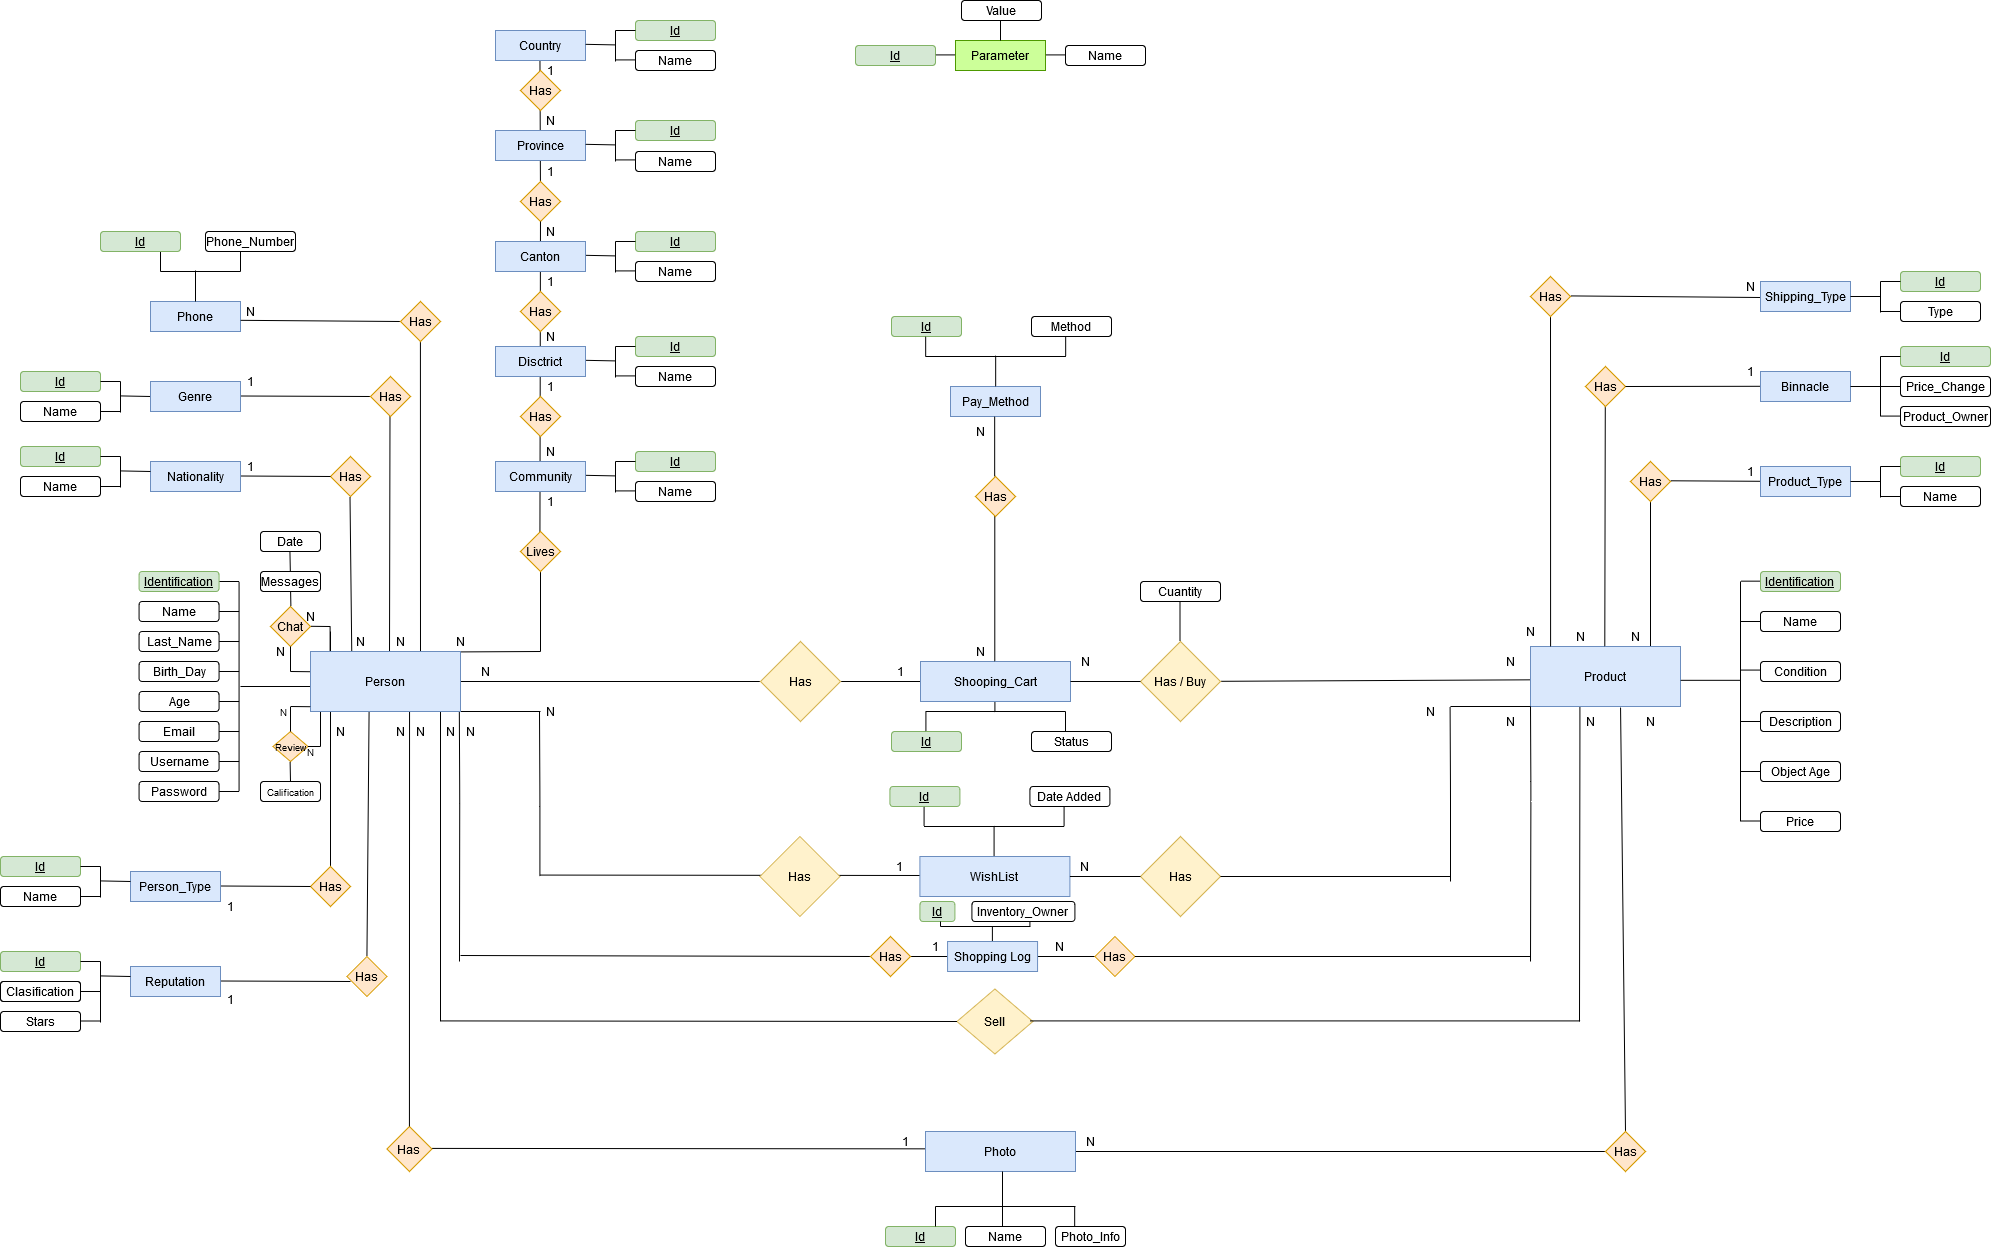 Value
Id
Parameter
Name
Country
Id
Name
1
Has
N
Province
Id
Name
1
Has
N
Canton
Id
Name
1
Has
N
Disctrict
Id
Name
1
Has
N
Community
Id
Name
1
Lives
N
Id
Phone_Number
Phone
N
Has
Id
Name
Genre
1
Has
N
Id
Name
Nationality
1
Has
N
Date
Messages
Chat
N
N
Identification
Name
Last_Name
Birth_Day
Age
Email
Username
Password
Person
N
Review
N
Calification
Id
Name
Person_Type
1
Has
N
Id
Clasification
Stars
Reputation
1
Has
N
Id
Method
Pay_Method
N
Has
N
N
Has
1
Shooping_Cart
N
Has / Buy
N
Cuantity
Id
Status
Id
Date Added
N
Has
1
WishList
N
Has
N
Id
Inventory_Owner
N
Has
1
Shopping Log
N
Has
N
N
Sell
N
N
Has
1
Photo
N
Has
N
Id
Name
Photo_Info
Has
N
Shipping_Type
Id
Type
N
Has
1
Binnacle
Id
Price_Change
Product_Owner
N
Has
1
Product_Type
Id
Name
N
Product
Identification
Name
Condition
Description
Object Age
Price